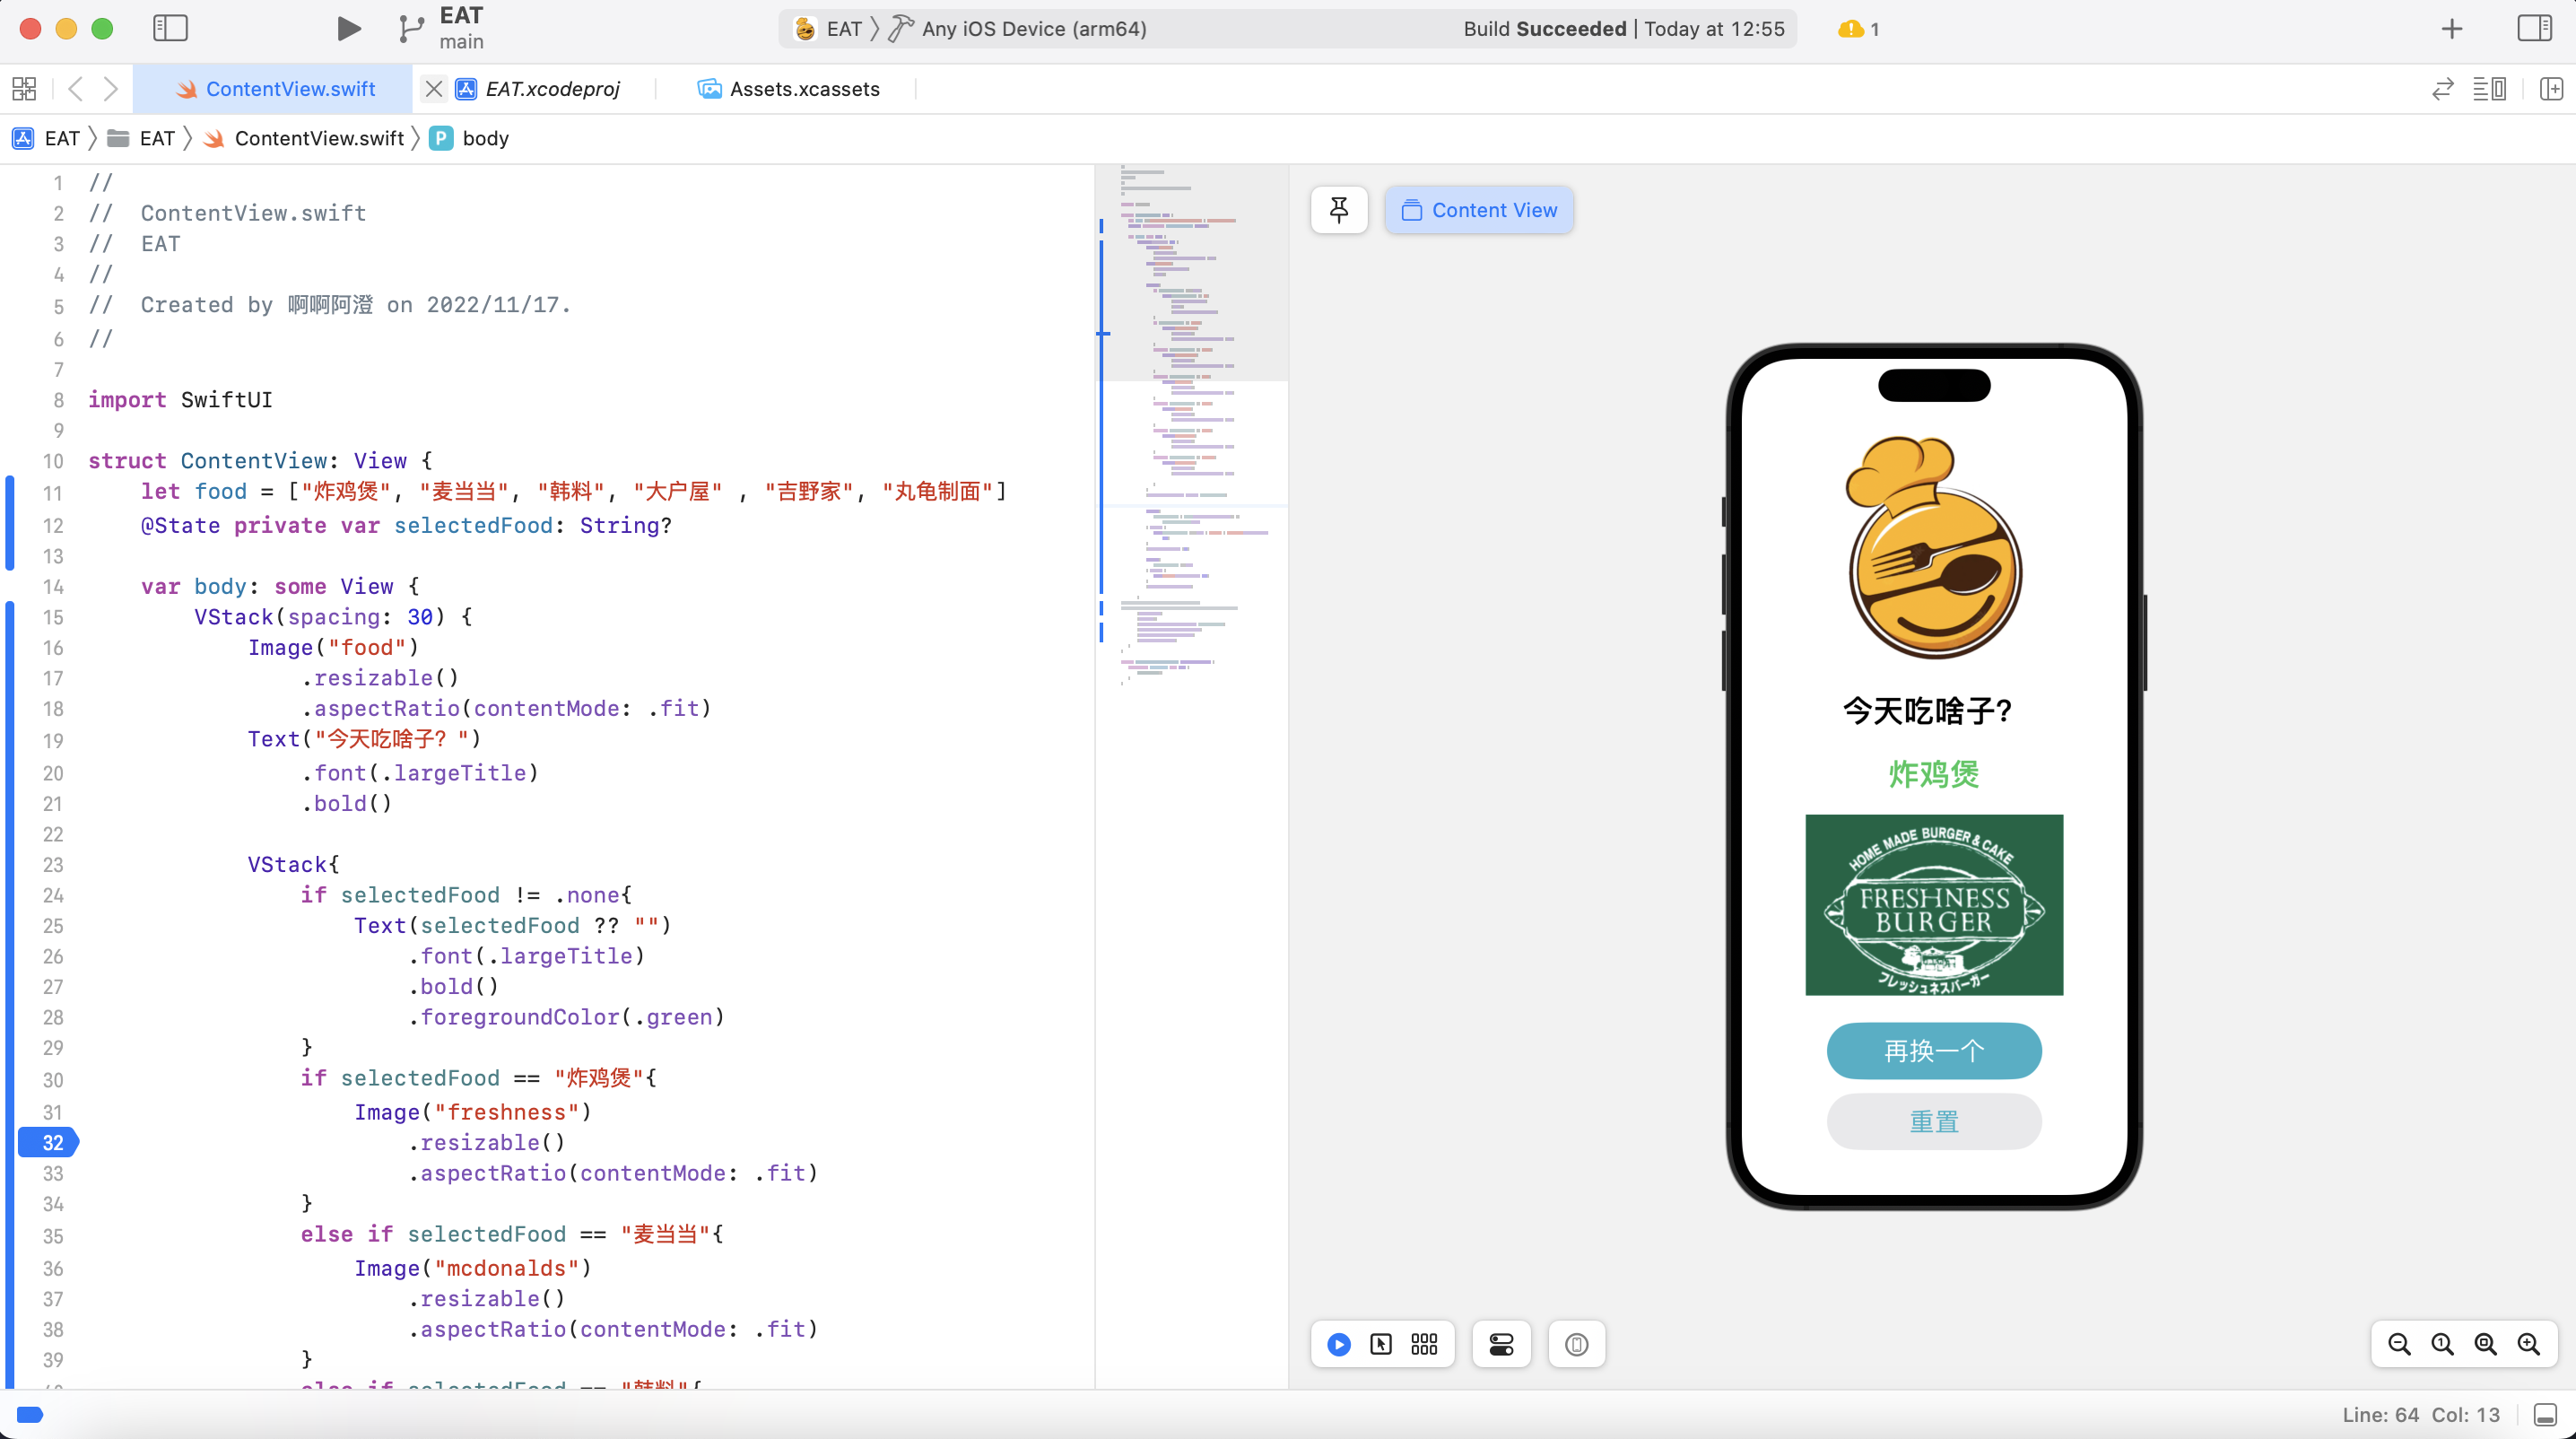 EAT
main
EAT 〉 Any iOS Device (arm64)
Build Succeeded | Today at 12:55
1
ContentView.swift
EAT.xcodeproj
Assets.xcassets
EAT 〉 EAT 〉 ContentView.swift 〉 P body
1 //
2 //  ContentView.swift
3 //  EAT
4 //
5 //  Created by 啊啊阿澄 on 2022/11/17.
6 //
7
8 import SwiftUI
9
10 struct ContentView: View {
11     let food = ["炸鸡煲", "麦当当", "韩料", "大户屋" , "吉野家", "丸龟制面"]
12     @State private var selectedFood: String?
13
14     var body: some View {
15         VStack(spacing: 30) {
16             Image("food")
17                 .resizable()
18                 .aspectRatio(contentMode: .fit)
19             Text("今天吃啥子？")
20                 .font(.largeTitle)
21                 .bold()
22
23             VStack{
24                 if selectedFood != .none{
25                     Text(selectedFood ?? "")
26                         .font(.largeTitle)
27                         .bold()
28                         .foregroundColor(.green)
29                 }
30                 if selectedFood == "炸鸡煲"{
31                     Image("freshness")
32                         .resizable()
33                         .aspectRatio(contentMode: .fit)
34                 }
35                 else if selectedFood == "麦当当"{
36                     Image("mcdonalds")
37                         .resizable()
38                         .aspectRatio(contentMode: .fit)
39                 }
else if selectedFood == "韩料"{
Content View
今天吃啥子？
炸鸡煲
HOME MADE BURGER & CAKE
FRESHNESS
BURGER
フレッシュネスバーガー
再换一个
重置
Line: 64 Col: 13